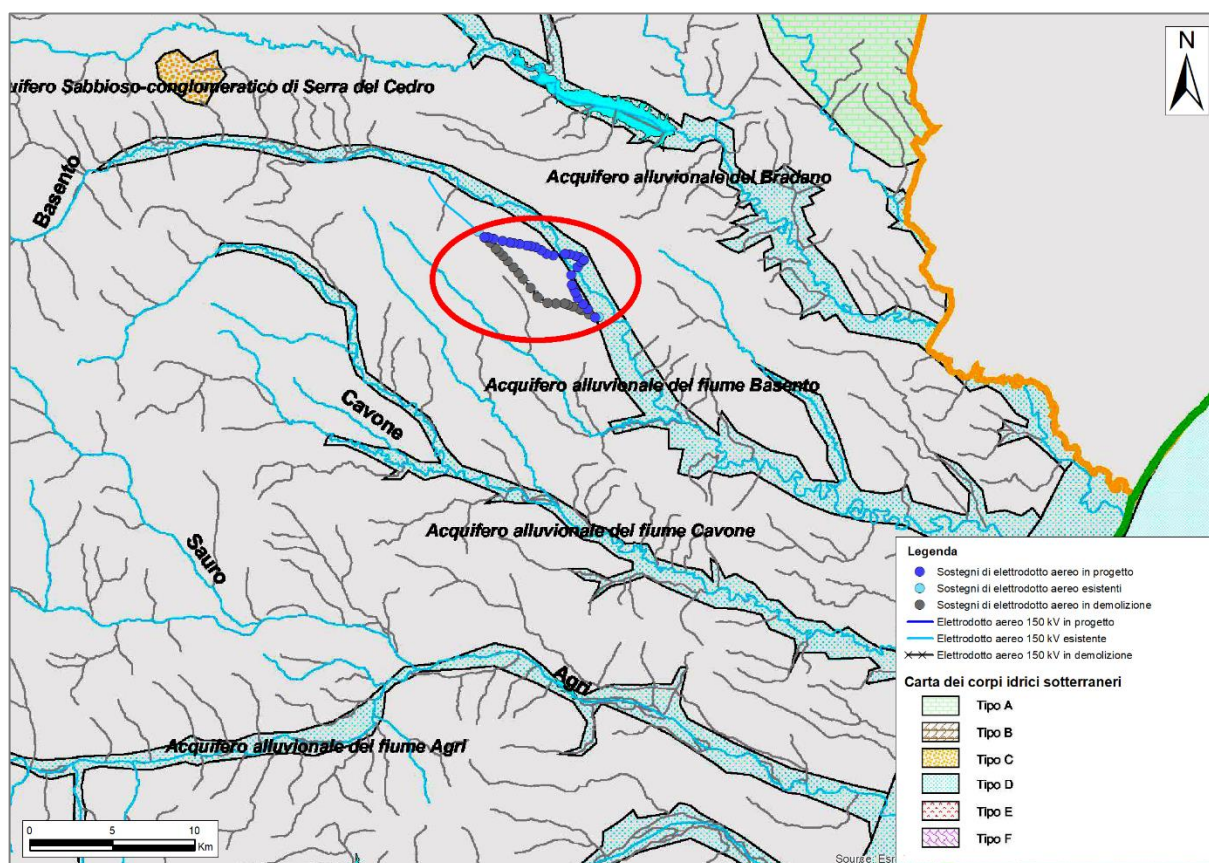 N
uifero Sabbioso-conglomeratico di Serra del Cedro
Acquifero alluvionale del Bradano
Basento
Acquifero alluvionale del fiume Basento
Cavone
Acquifero alluvionale del fiume Cavone
Sauro
Agri
Acquifero alluvionale del fiume Agri
Legenda
Sostegni di elettrodotto aereo in progetto
Sostegni di elettrodotto aereo esistenti
Sostegni di elettrodotto aereo in demolizione
Elettrodotto aereo 150 kV in progetto
Elettrodotto aereo 150 kV esistente
Elettrodotto aereo 150 kV in demolizione
Carta dei corpi idrici sotterranei
Tipo A
Tipo B
Tipo C
Tipo D
Tipo E
Tipo F
0 5 10
Km
Source: Esri